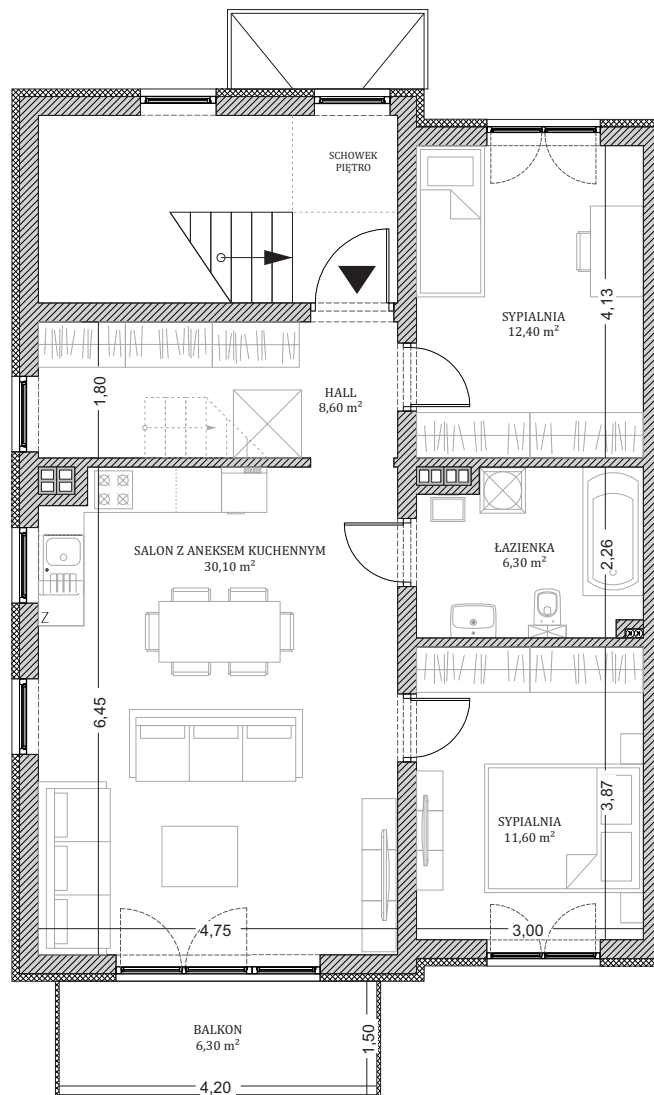 SCHOWEK
PIĘTRO
SYPIALNIA
12,40 m²
4,13
1,80
HALL
8,60 m²
SALON Z ANEKSEM KUCHENNYM
30,10 m²
ŁAZIENKA
6,30 m²
2,26
Z
6,45
SYPIALNIA
11,60 m²
3,87
4,75
3,00
BALKON
6,30 m²
1,50
4,20